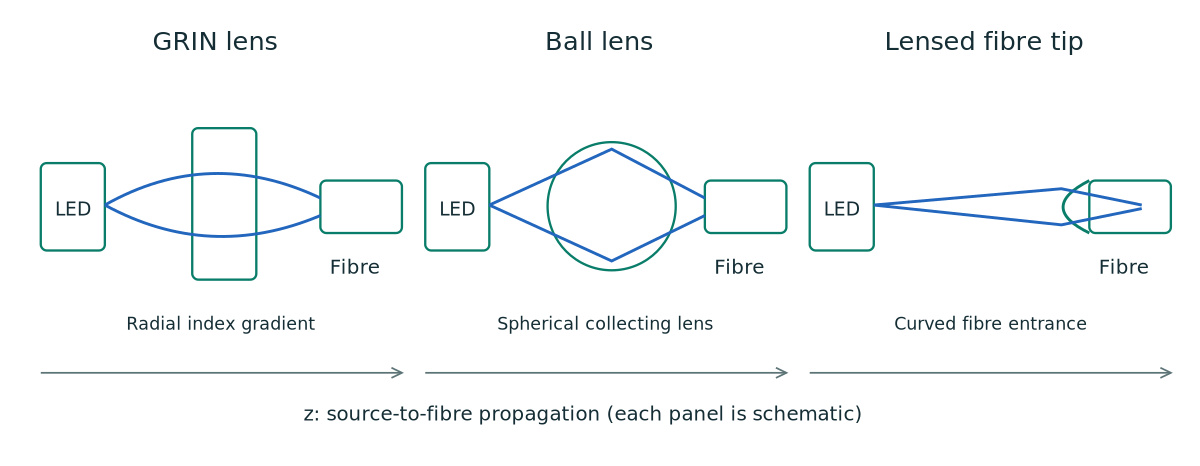 GRIN lens
Ball lens
Lensed fibre tip
LED
Fibre
LED
Fibre
LED
Fibre
Radial index gradient
Spherical collecting lens
Curved fibre entrance
z: source-to-fibre propagation (each panel is schematic)